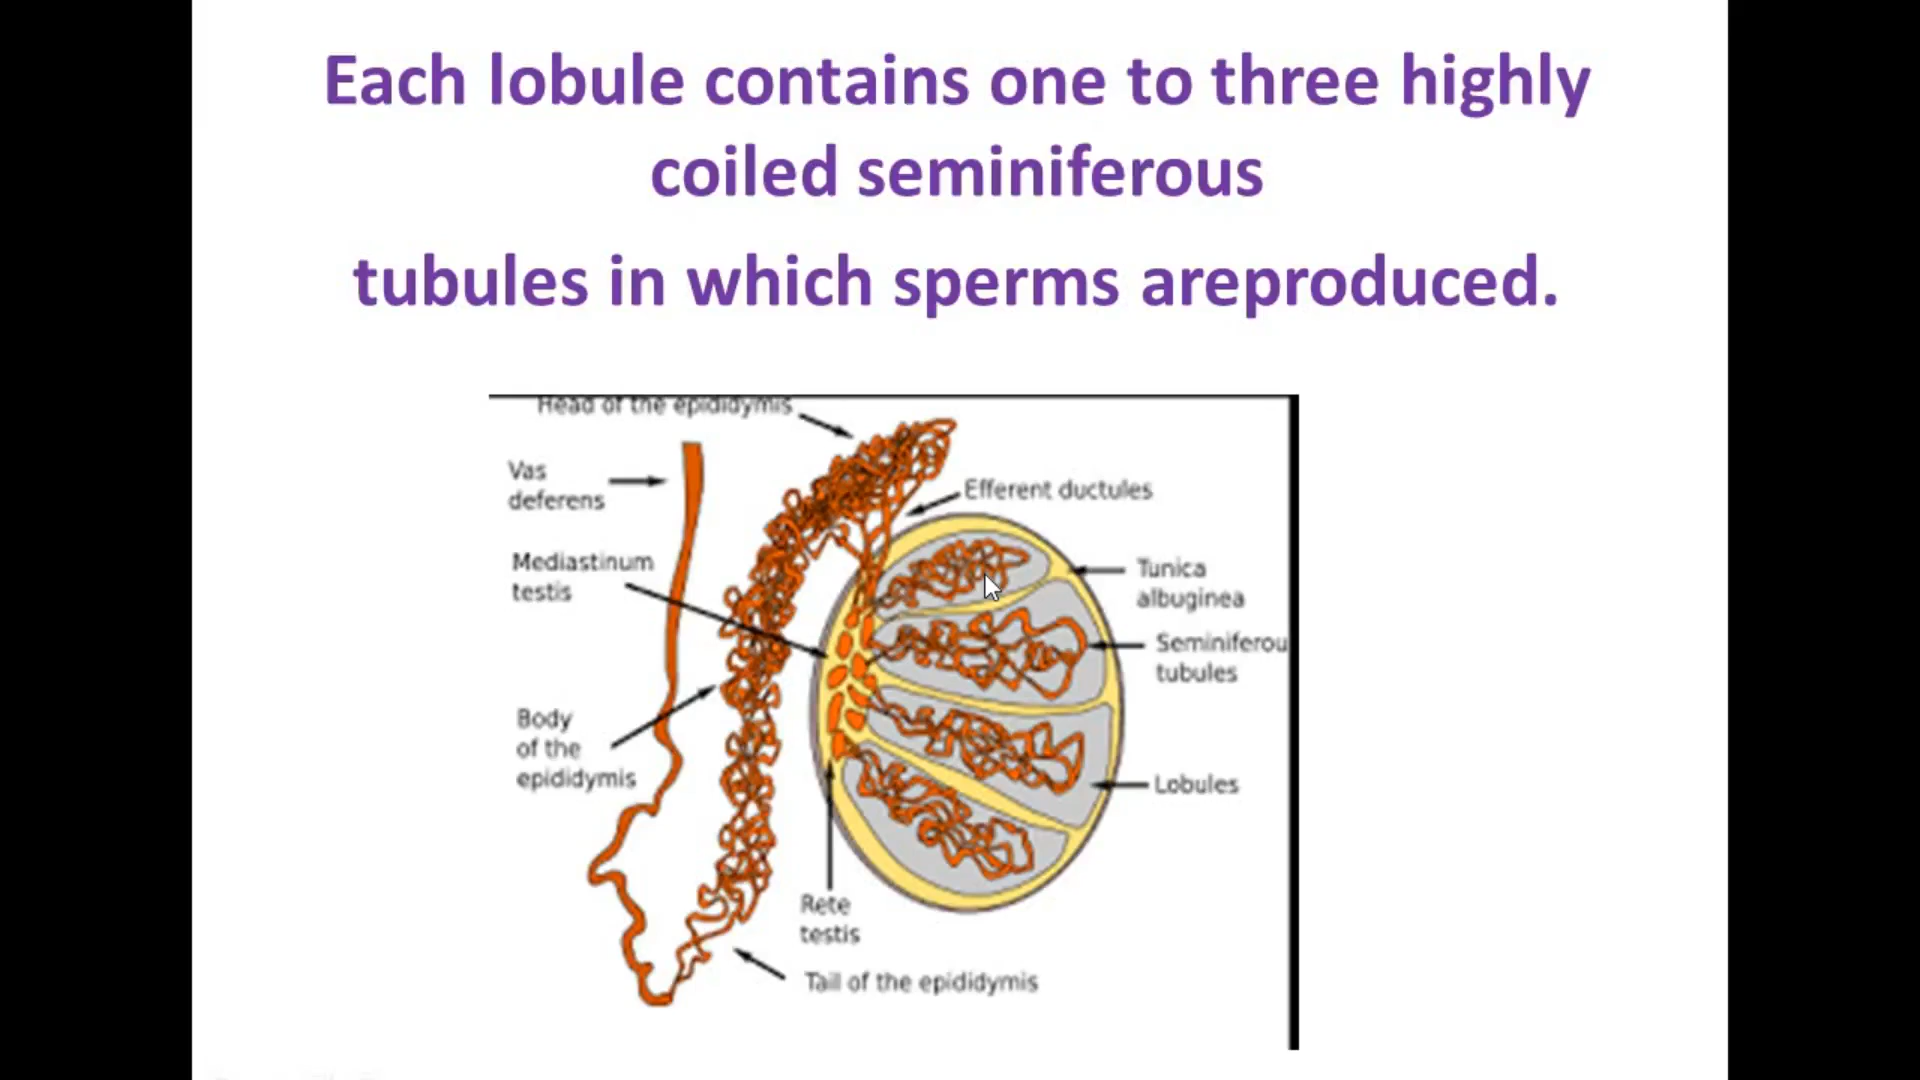 Each lobule contains one to three highly
coiled seminiferous
tubules in which sperms areproduced.
Head of the epididymis
Vas
deferens
Efferent ductules
Mediastinum
testis
Tunica
albuginea
Seminiferou
tubules
Body
of the
epididymis
Lobules
Rete
testis
Tail of the epididymis